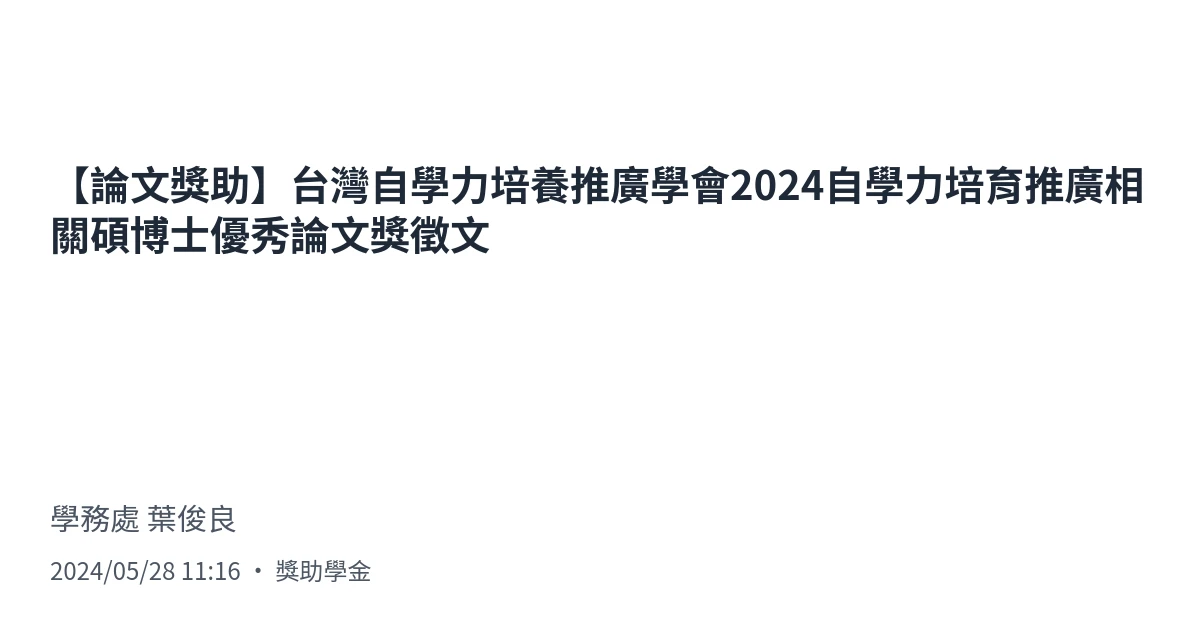 【論文獎助】台灣自學力培養推廣學會2024自學力培育推廣相
關碩博士優秀論文獎徵文
學務處 葉俊良
2024/05/28 11:16 • 獎助學金